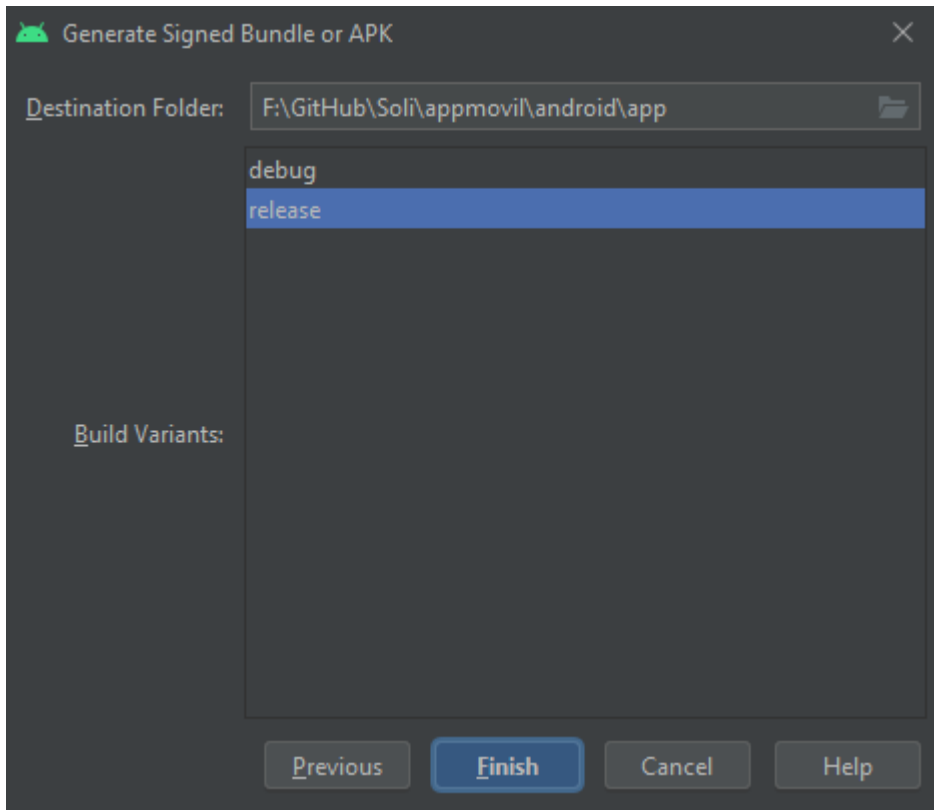 Generate Signed Bundle or APK
Destination Folder: F:\GitHub\Soli\appmovil\android\app
debug
release
Build Variants:
Previous Finish Cancel Help